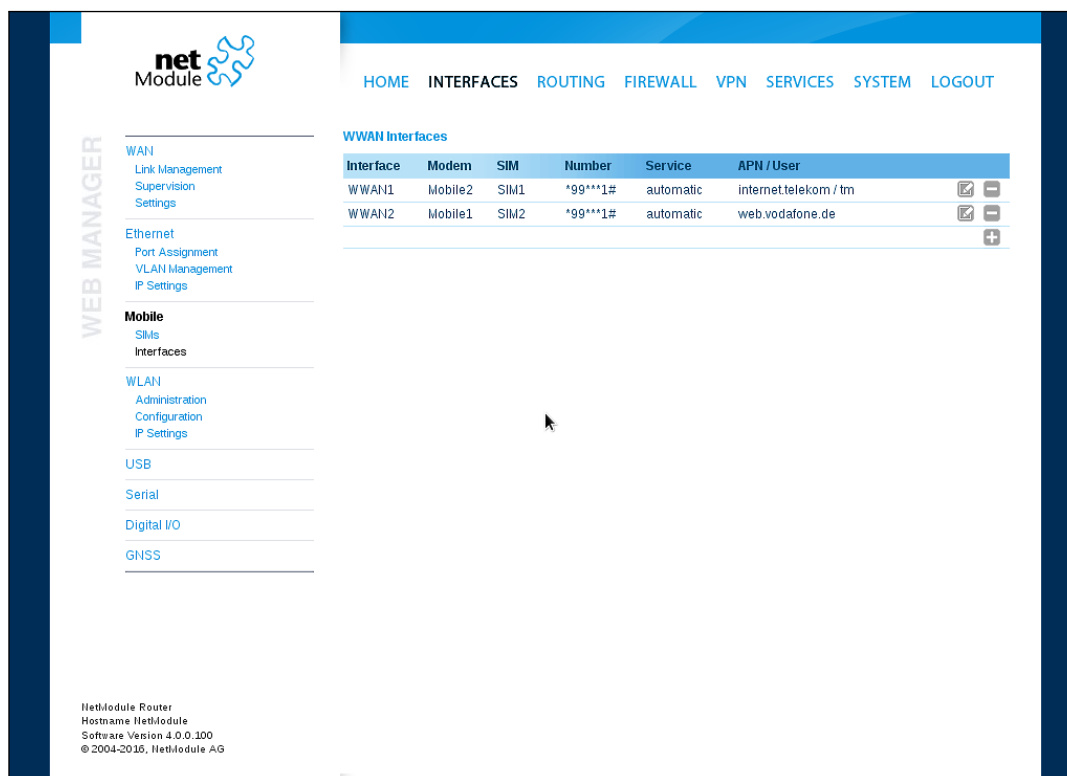 net
Module
HOME INTERFACES ROUTING FIREWALL VPN SERVICES SYSTEM LOGOUT
WEB MANAGER
WAN
Link Management
Supervision
Settings
Ethernet
Port Assignment
VLAN Management
IP Settings
Mobile
SIMs
Interfaces
WLAN
Administration
Configuration
IP Settings
USB
Serial
Digital I/O
GNSS
WWAN Interfaces
Interface Modem SIM Number Service APN / User
WWAN1 Mobile2 SIM1 *99***1# automatic internet.telekom / tm
WWAN2 Mobile1 SIM2 *99***1# automatic web.vodafone.de
NetModule Router
Hostname NetModule
Software Version 4.0.0.100
© 2004-2016, NetModule AG